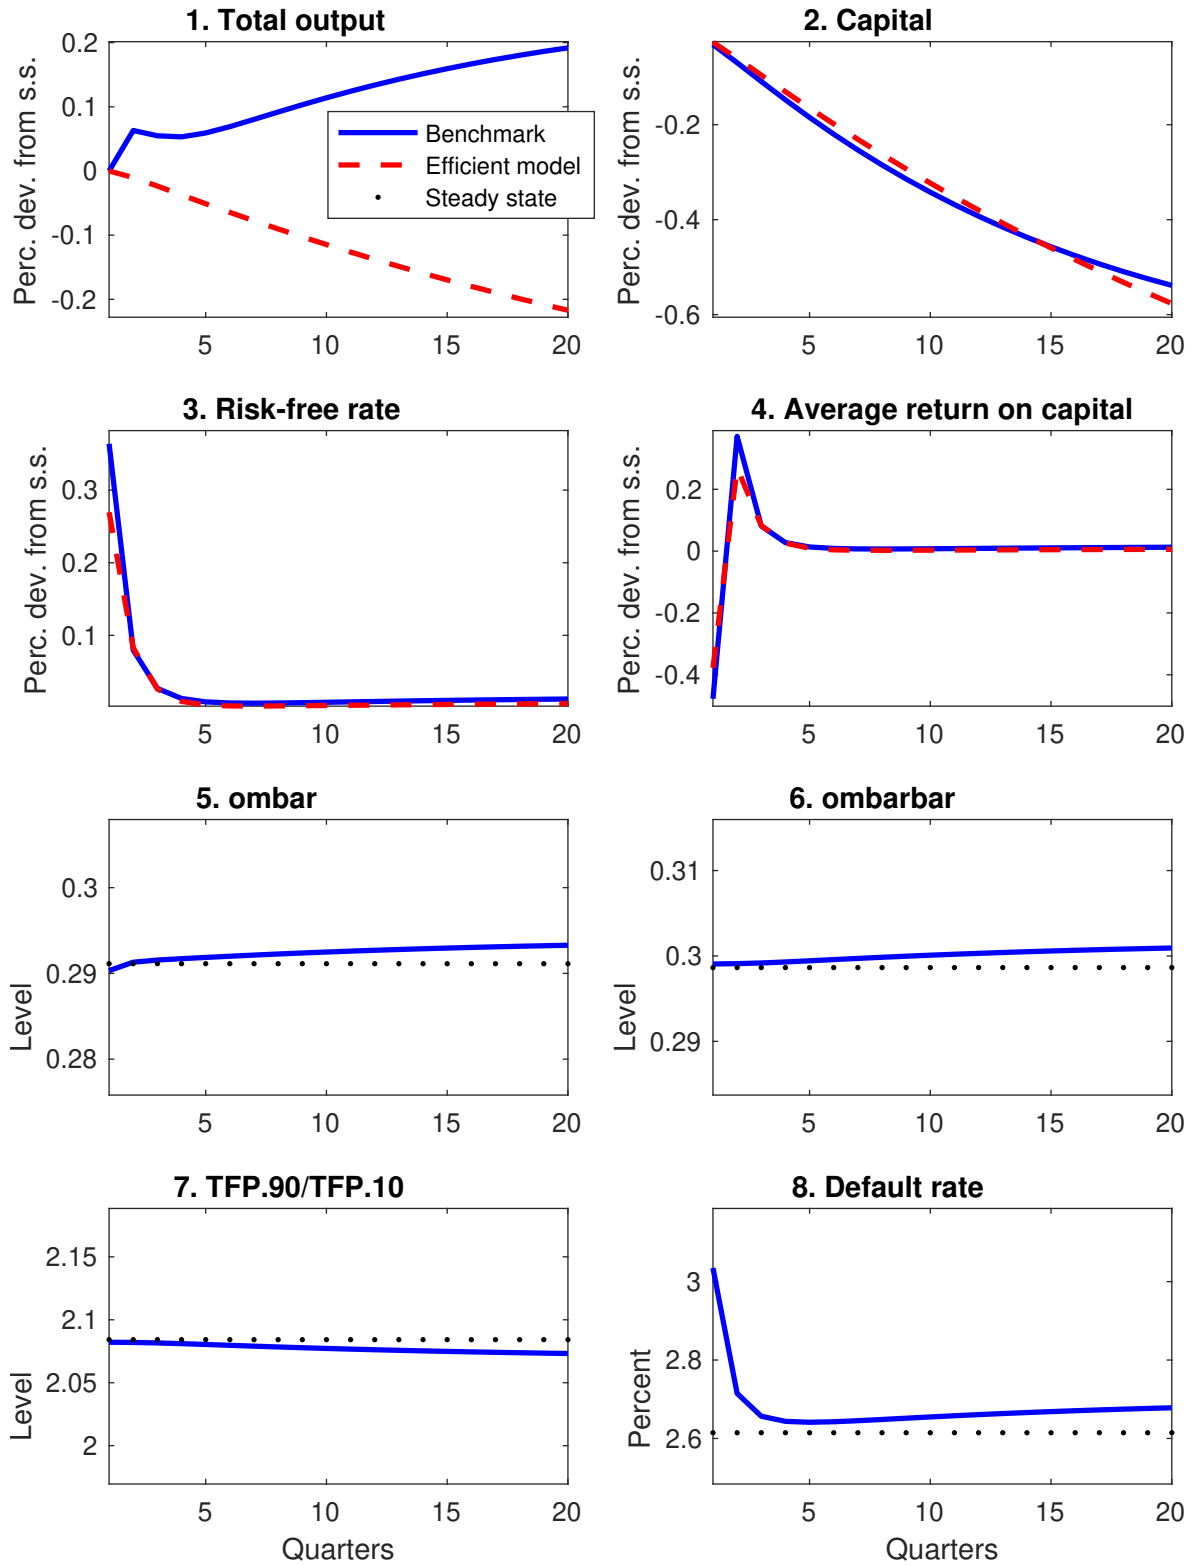 1. Total output
Perc. dev. from s.s.
0.2
0.1
0
-0.1
-0.2
5
10
15
20
Benchmark
Efficient model
Steady state
2. Capital
Perc. dev. from s.s.
-0.2
-0.4
-0.6
5
10
15
20
3. Risk-free rate
Perc. dev. from s.s.
0.3
0.2
0.1
5
10
15
20
4. Average return on capital
Perc. dev. from s.s.
0.2
0
-0.2
-0.4
5
10
15
20
5. ombar
Level
0.3
0.29
0.28
5
10
15
20
6. ombarbar
Level
0.31
0.3
0.29
5
10
15
20
7. TFP.90/TFP.10
Level
2.15
2.1
2.05
2
5
10
15
20
Quarters
8. Default rate
Percent
3
2.8
2.6
5
10
15
20
Quarters